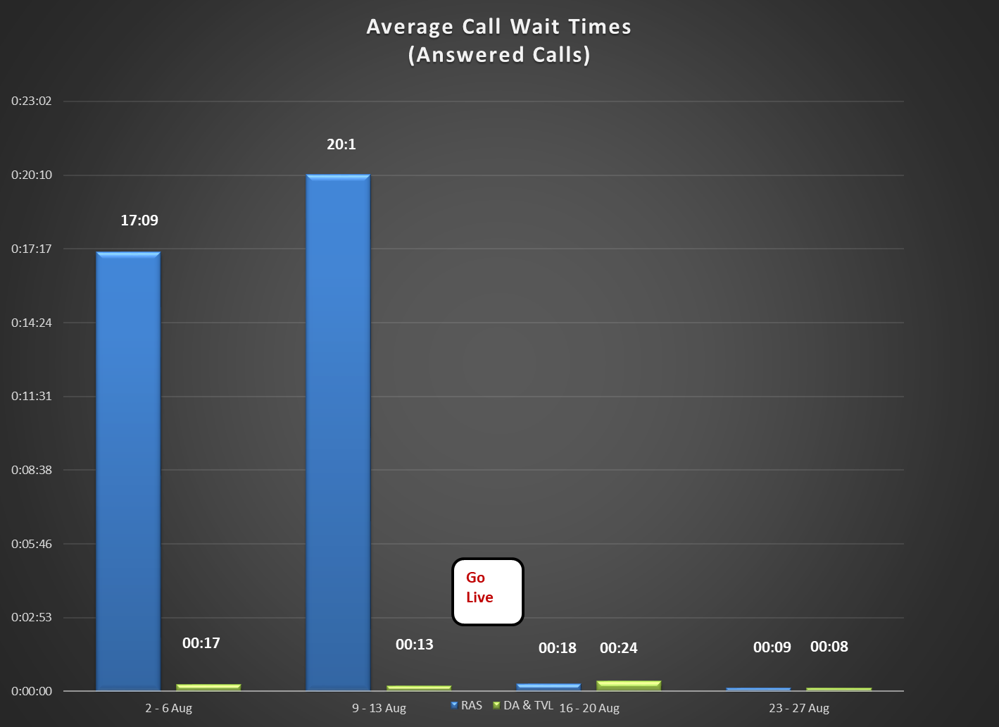 Average Call Wait Times
(Answered Calls)
0:23:02
20:1
0:20:10
17:09
0:17:17
0:14:24
0:11:31
0:08:38
0:05:46
Go
Live
0:02:53
00:17
00:13
00:18
00:24
00:09
00:08
0:00:00
2 - 6 Aug
9 - 13 Aug
RAS
DA & TVL
16 - 20 Aug
23 - 27 Aug